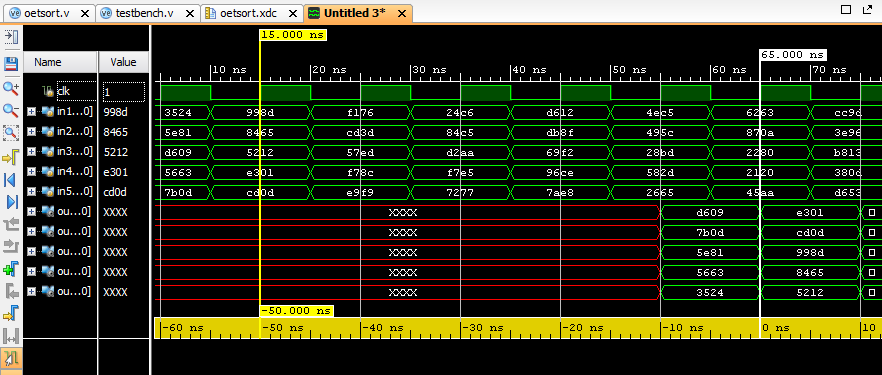 oetsort.v testbench.v oetsort.xdc Untitled 3*
15.000 ns
65.000 ns
Name Value
10 ns 20 ns 30 ns 40 ns 50 ns 60 ns 70 ns
clk 1
in1...0] 998d 3524 998d f176 24c6 d612 4ec5 6263 cc9d
in2...0] 8465 5e81 8465 cd3d 84c5 db8f 495c 870a 3e96
in3...0] 5212 d609 5212 57ed d2aa 69f2 28bd 2280 b813
in4...0] e301 5663 e301 f78c f7e5 96ce 582d 2120 380d
in5...0] cd0d 7b0d cd0d e9f9 7277 7ae8 2665 45aa d653
ou...0] XXXX XXXX d609 e301
ou...0] XXXX 7b0d cd0d
ou...0] XXXX XXXX 5e81 998d
ou...0] XXXX 5663 8465
ou...0] XXXX XXXX 3524 5212
-50.000 ns
-60 ns -50 ns -40 ns -30 ns -20 ns -10 ns 0 ns 10